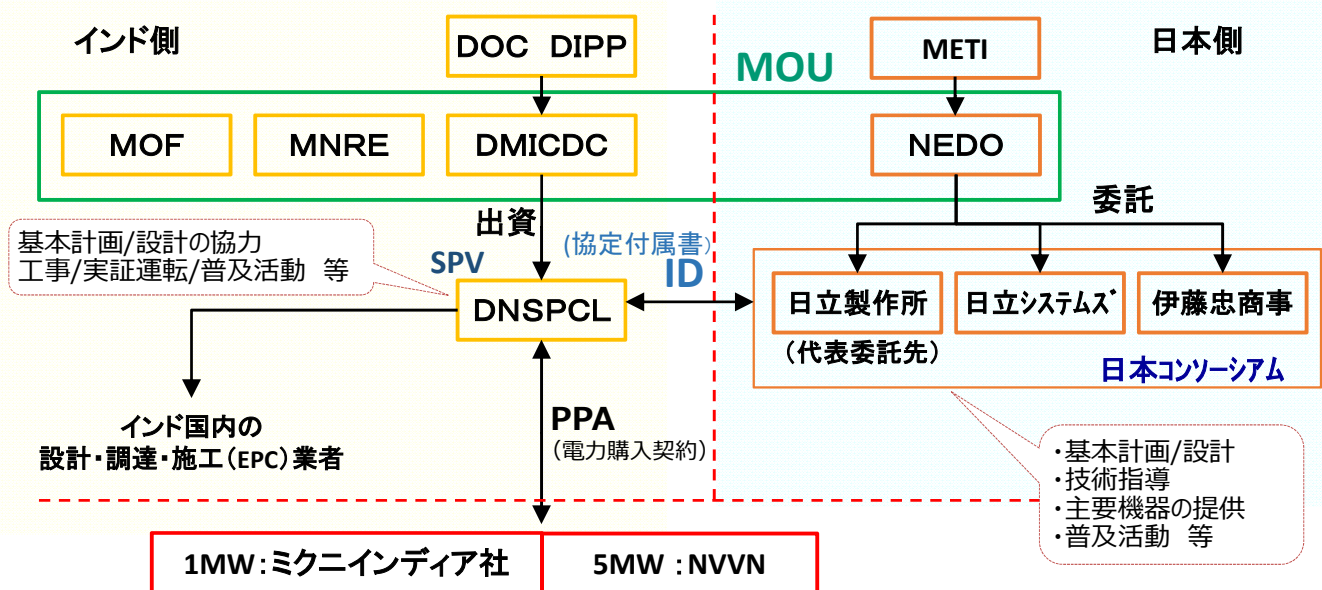 インド側
DOC DIPP
MOU
METI
日本側
MOF
MNRE
DMICDC
NEDO
出資
委託
基本計画/設計の協力
工事/実証運転/普及活動 等
SPV
(協定付属書)
ID
DNSPCL
日立製作所
日立システムズ
伊藤忠商事
(代表委託先)
日本コンソーシアム
インド国内の
設計・調達・施工(EPC)業者
PPA
(電力購入契約)
・基本計画/設計
・技術指導
・主要機器の提供
・普及活動 等
1MW:ミクニインディア社
5MW :NVVN